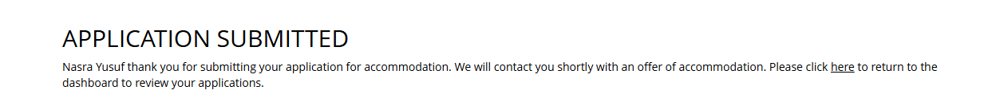 APPLICATION SUBMITTED
Nasra Yusuf thank you for submitting your application for accommodation. We will contact you shortly with an offer of accommodation. Please click here to return to the
dashboard to review your applications.